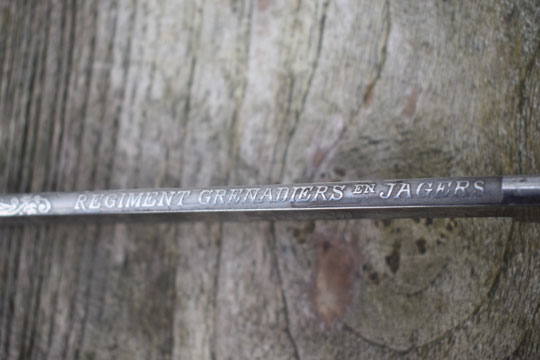 REGIMENT GRENADIERS EN JAGERS